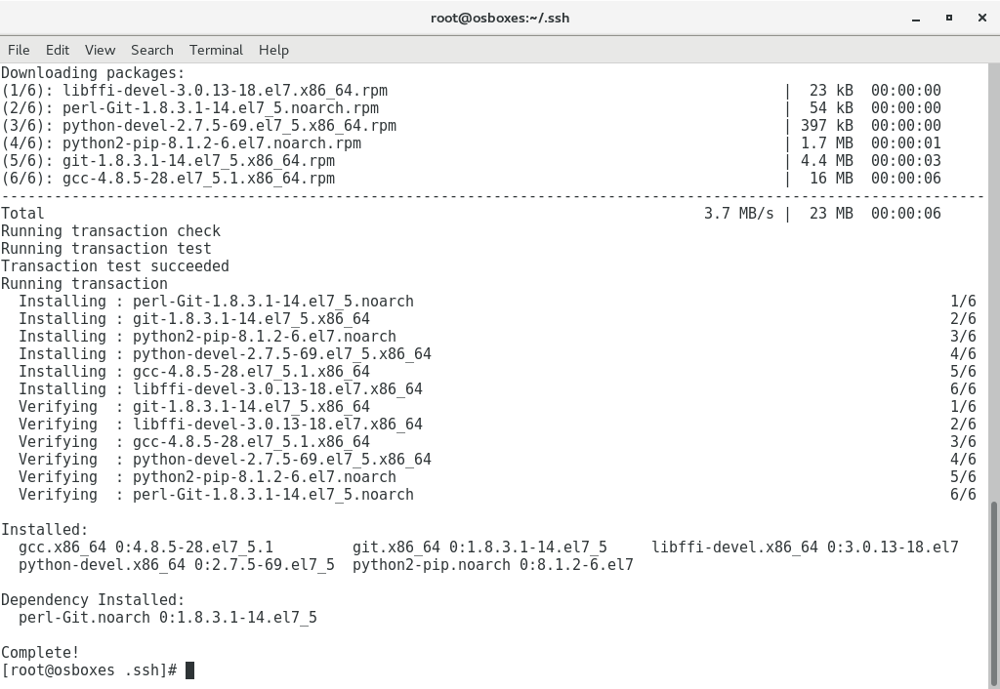 root@osboxes:~/.ssh
File Edit View Search Terminal Help
Downloading packages:
(1/6): libffi-devel-3.0.13-18.el7.x86_64.rpm | 23 kB 00:00:00
(2/6): perl-Git-1.8.3.1-14.el7_5.noarch.rpm | 54 kB 00:00:00
(3/6): python-devel-2.7.5-69.el7_5.x86_64.rpm | 397 kB 00:00:00
(4/6): python2-pip-8.1.2-6.el7.noarch.rpm | 1.7 MB 00:00:01
(5/6): git-1.8.3.1-14.el7_5.x86_64.rpm | 4.4 MB 00:00:03
(6/6): gcc-4.8.5-28.el7_5.1.x86_64.rpm | 16 MB 00:00:06
--------------------------------------------------------------------------------------------------------------
Total 3.7 MB/s | 23 MB 00:00:06
Running transaction check
Running transaction test
Transaction test succeeded
Running transaction
Installing : perl-Git-1.8.3.1-14.el7_5.noarch 1/6
Installing : git-1.8.3.1-14.el7_5.x86_64 2/6
Installing : python2-pip-8.1.2-6.el7.noarch 3/6
Installing : python-devel-2.7.5-69.el7_5.x86_64 4/6
Installing : gcc-4.8.5-28.el7_5.1.x86_64 5/6
Installing : libffi-devel-3.0.13-18.el7.x86_64 6/6
Verifying : git-1.8.3.1-14.el7_5.x86_64 1/6
Verifying : libffi-devel-3.0.13-18.el7.x86_64 2/6
Verifying : gcc-4.8.5-28.el7_5.1.x86_64 3/6
Verifying : python-devel-2.7.5-69.el7_5.x86_64 4/6
Verifying : python2-pip-8.1.2-6.el7.noarch 5/6
Verifying : perl-Git-1.8.3.1-14.el7_5.noarch 6/6
Installed:
gcc.x86_64 0:4.8.5-28.el7_5.1 git.x86_64 0:1.8.3.1-14.el7_5 libffi-devel.x86_64 0:3.0.13-18.el7
python-devel.x86_64 0:2.7.5-69.el7_5 python2-pip.noarch 0:8.1.2-6.el7
Dependency Installed:
perl-Git.noarch 0:1.8.3.1-14.el7_5
Complete!
[root@osboxes .ssh]#